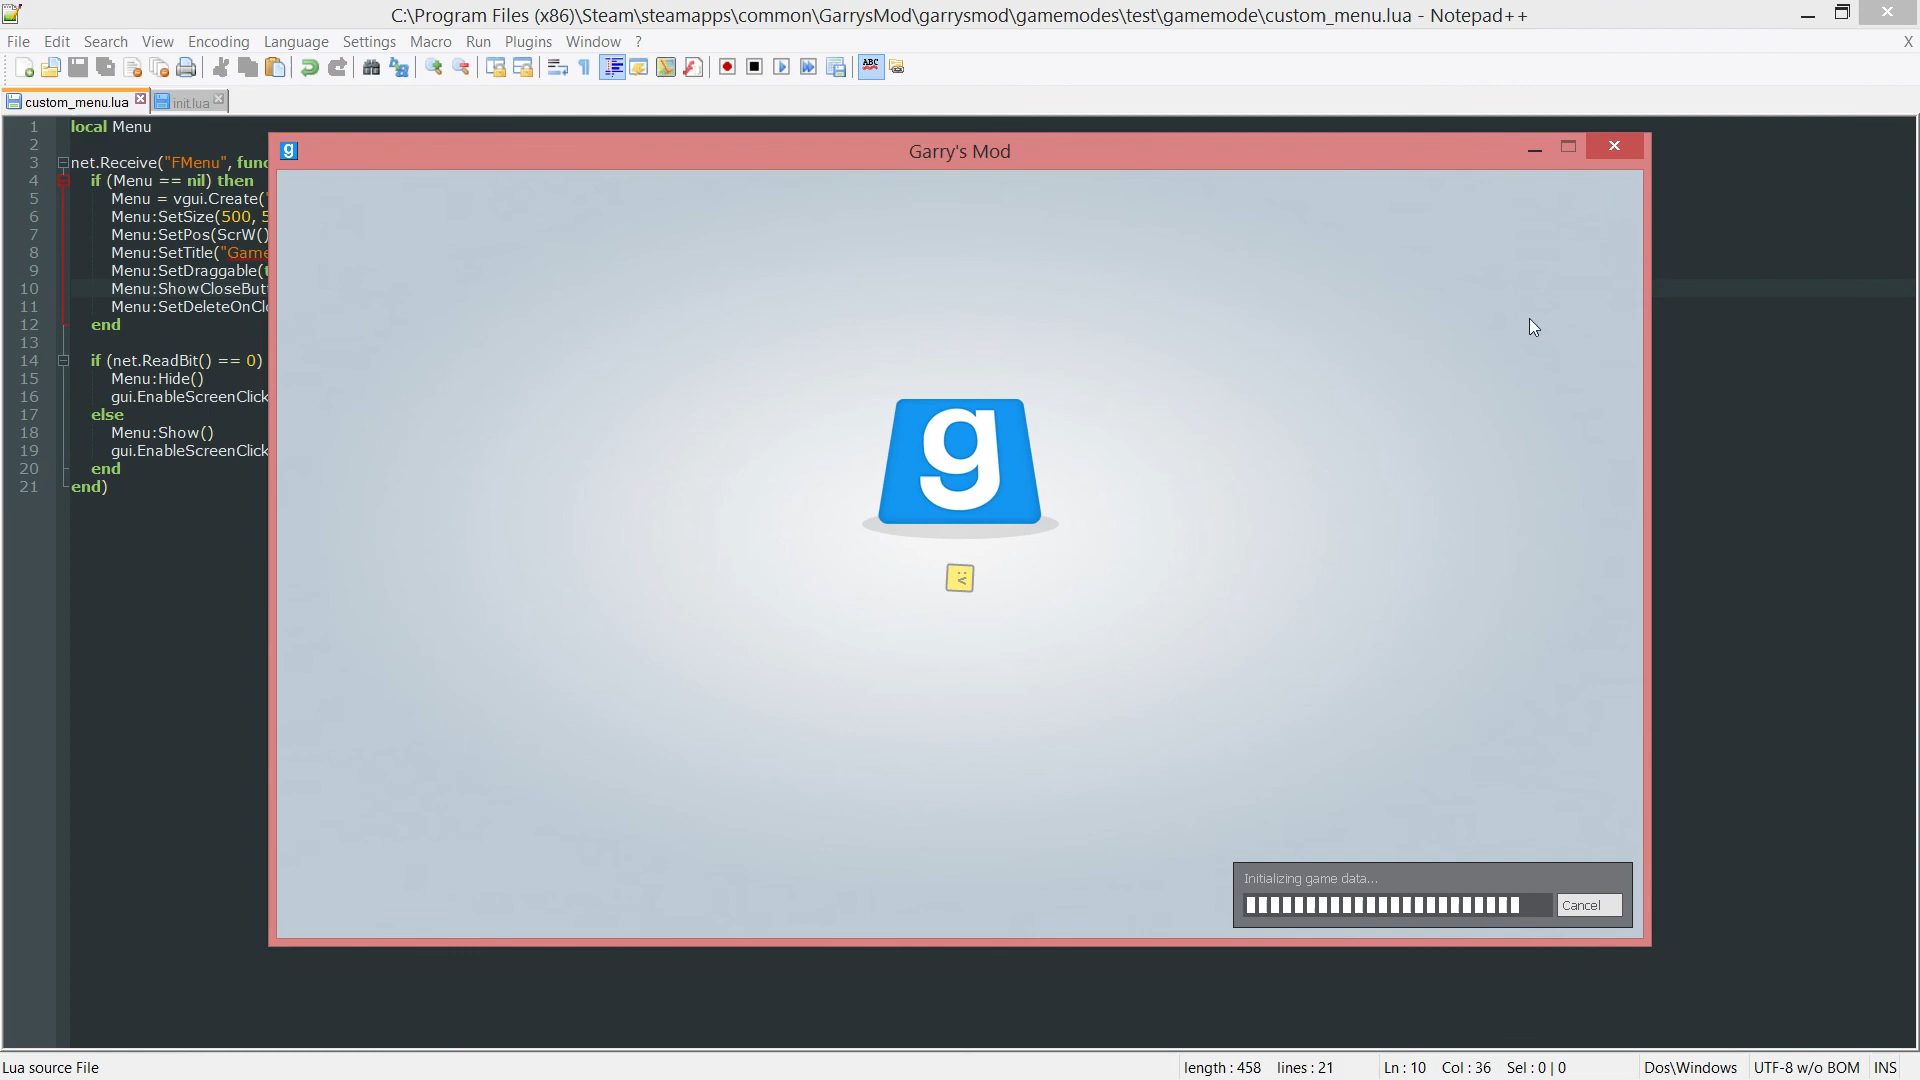 C:\Program Files (x86)\Steam\steamapps\common\GarrysMod\garrysmod\gamemodes\test\gamemode\custom_menu.lua - Notepad++
File Edit Search View Encoding Language Settings Macro Run Plugins Window ? X
ABC
custom_menu.lua init.lua
1 local Menu
2
3 net.Receive("FMenu", func
4 if (Menu == nil) then
5 Menu = vgui.Create("
6 Menu:SetSize(500, 5
7 Menu:SetPos(ScrW()
8 Menu:SetTitle("Game
9 Menu:SetDraggable(t
10 Menu:ShowCloseButt
11 Menu:SetDeleteOnClo
12 end
13
14 if (net.ReadBit() == 0)
15 Menu:Hide()
16 gui.EnableScreenClick
17 else
18 Menu:Show()
19 gui.EnableScreenClick
20 end
21 end)
g Garry's Mod
g
Initializing game data...
Cancel
Lua source File length : 458 lines : 21 Ln : 10 Col : 36 Sel : 0 | 0 Dos\Windows UTF-8 w/o BOM INS